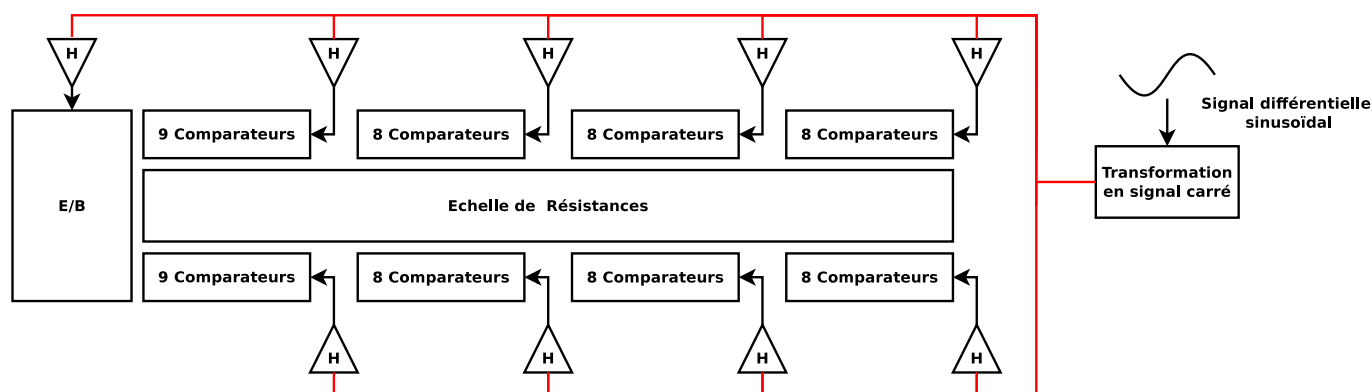 H
H
H
H
H
Signal différentielle
sinusoïdal
9 Comparateurs
8 Comparateurs
8 Comparateurs
8 Comparateurs
Transformation
en signal carré
E/B
Echelle de Résistances
9 Comparateurs
8 Comparateurs
8 Comparateurs
8 Comparateurs
H
H
H
H